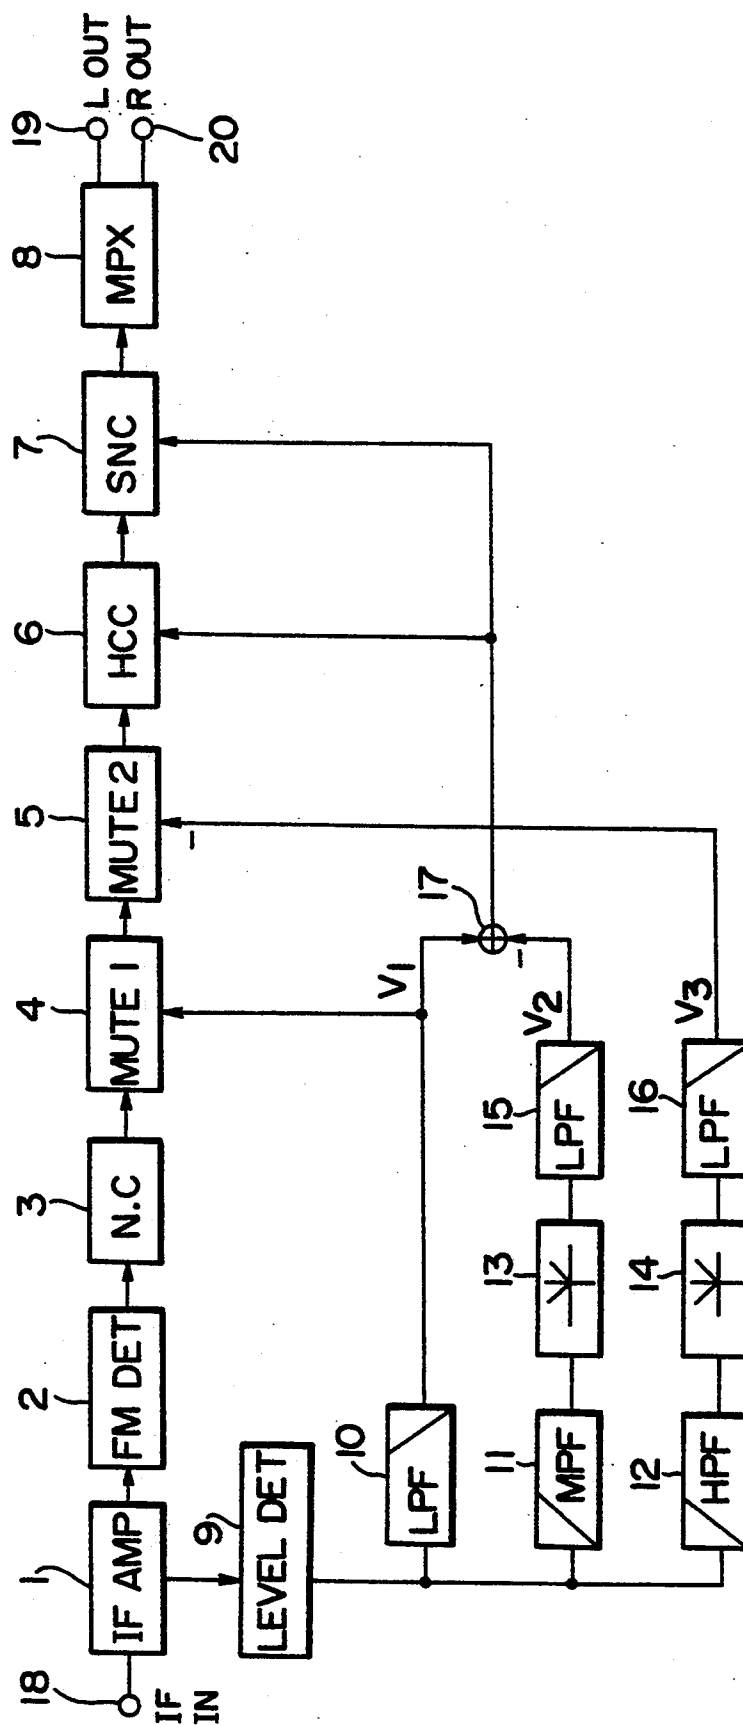 18
IF
IN
1
IF AMP
2
FM DET
3
N.C
4
MUTE 1
5
MUTE 2
-
6
HCC
7
SNC
8
MPX
19
L OUT
R OUT
20
9
LEVEL DET
10
LPF
V1
17
-
11
MPF
13
15
LPF
V2
12
HPF
14
16
LPF
V3